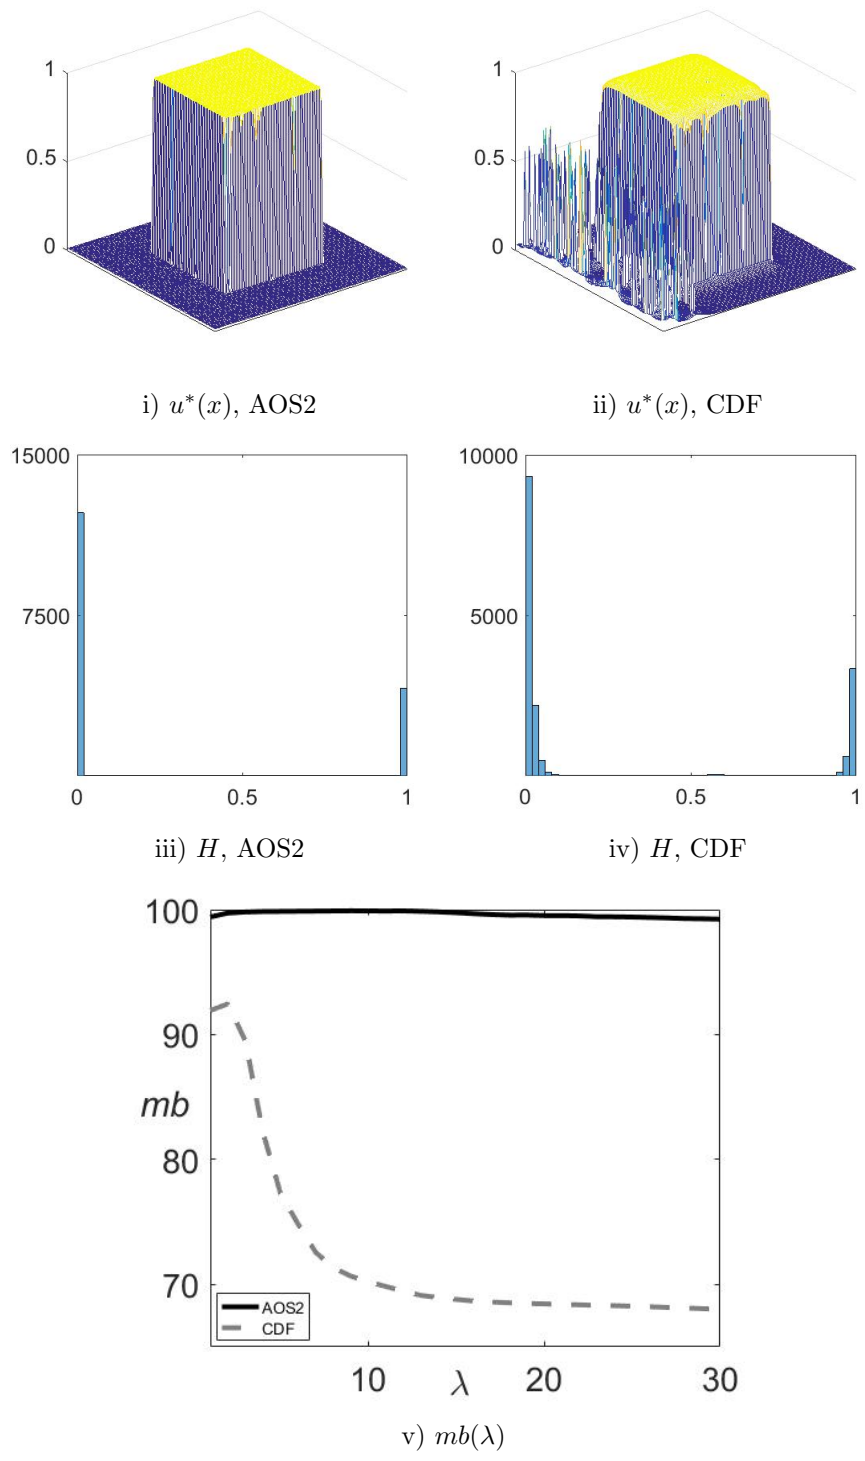 1
0.5
0
1
0.5
0
i) u*(x), AOS2
ii) u*(x), CDF
15000
7500
0
0.5
1
10000
5000
0
0.5
1
iii) H, AOS2
iv) H, CDF
100
90
mb
80
70
AOS2
CDF
10
λ
20
30
v) mb(λ)